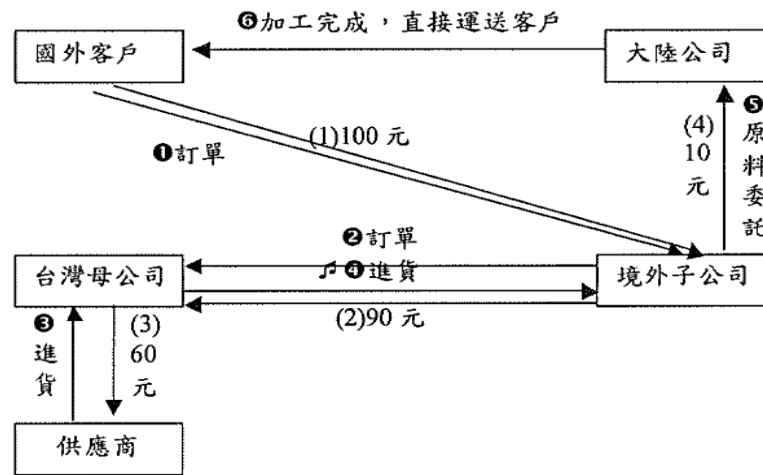 ❻加工完成，直接運送客戶
國外客戶
大陸公司
(1)100 元
❶訂單
(4)
10
元
❺
原
料
委
託
❷訂單
台灣母公司
♬ ❹進貨
境外子公司
(2)90 元
❸
進
貨
(3)
60
元
供應商